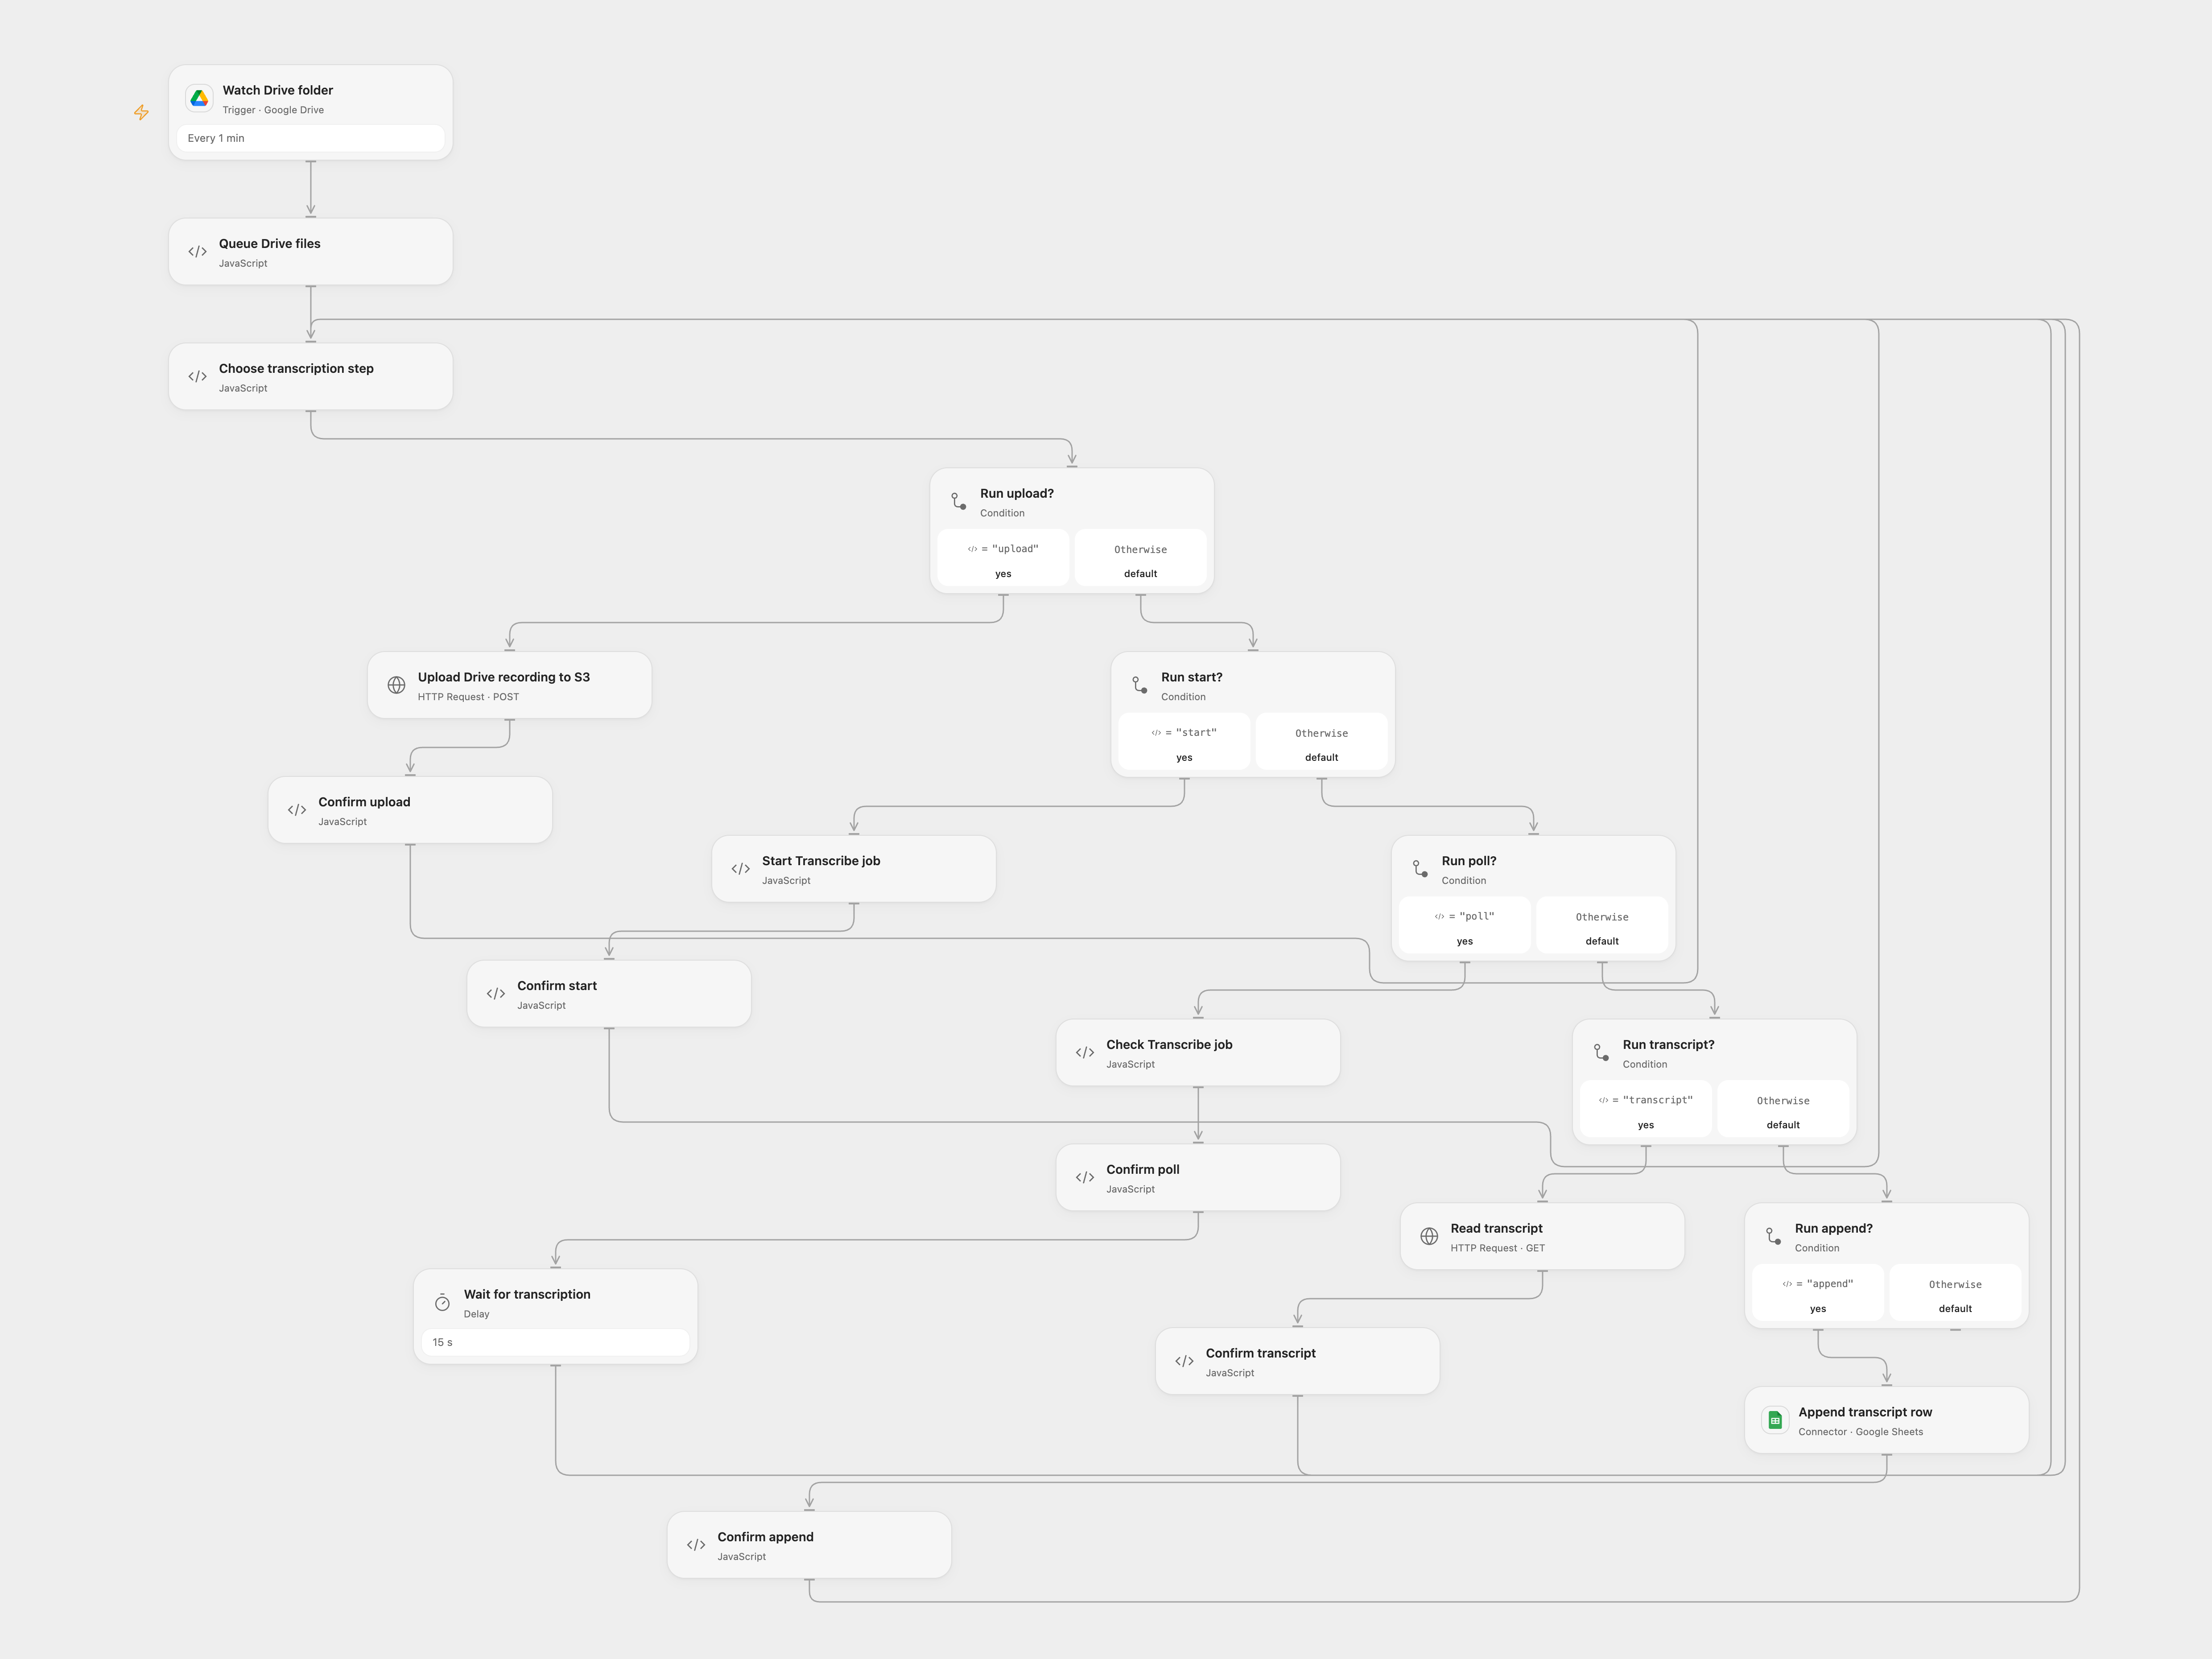 Watch Drive folder
Trigger · Google Drive
Every 1 min
Queue Drive files
JavaScript
Choose transcription step
JavaScript
Run upload?
Condition
</> = "upload"
yes
Otherwise
default
Upload Drive recording to S3
HTTP Request · POST
Run start?
Condition
</> = "start"
yes
Otherwise
default
Confirm upload
JavaScript
Start Transcribe job
JavaScript
Run poll?
Condition
</> = "poll"
yes
Otherwise
default
Confirm start
JavaScript
Check Transcribe job
JavaScript
Run transcript?
Condition
</> = "transcript"
yes
Otherwise
default
Confirm poll
JavaScript
Read transcript
HTTP Request · GET
Run append?
Condition
</> = "append"
yes
Otherwise
default
Wait for transcription
Delay
15 s
Confirm transcript
JavaScript
Append transcript row
Connector · Google Sheets
Confirm append
JavaScript